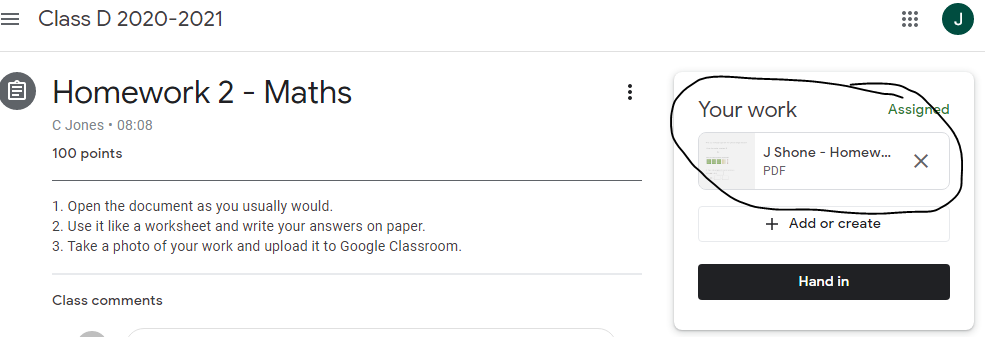 Class D 2020-2021
J
Homework 2 - Maths
C Jones • 08:08
100 points
1. Open the document as you usually would.
2. Use it like a worksheet and write your answers on paper.
3. Take a photo of your work and upload it to Google Classroom.
Class comments
Your work
Assigned
J Shone - Homew...
PDF
+ Add or create
Hand in